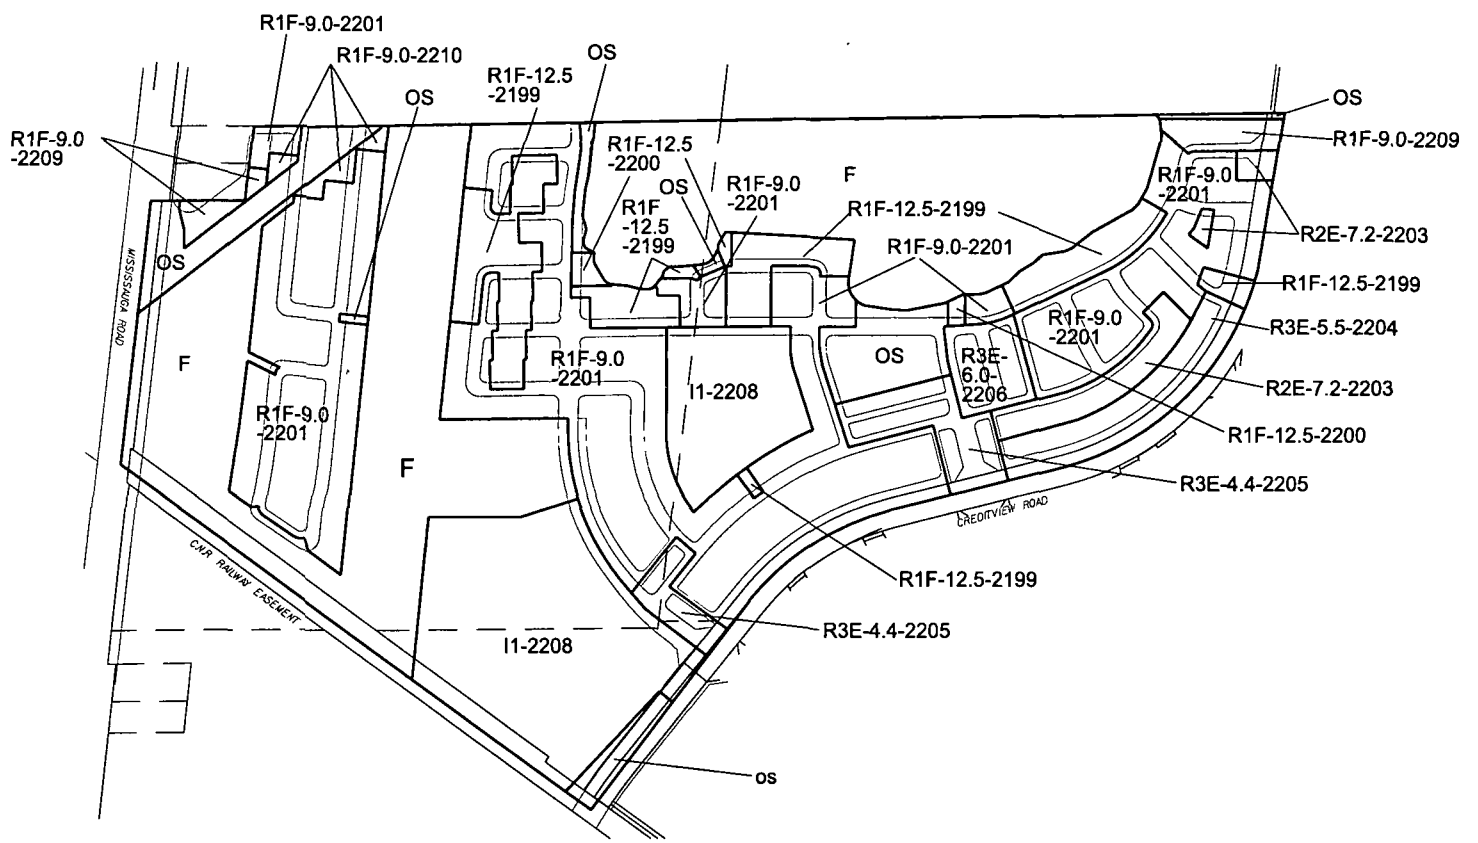 R1F-9.0-2201
R1F-9.0-2210
OS
R1F-9.0
-2209
R1F-12.5
-2199
OS
OS
R1F-9.0-2209
R1F-12.5
-2200
OS
R1F
-12.5
-2199
R1F-9.0
-2201
F
R1F-12.5-2199
R1F-9.0-2201
R1F-9.0
-2201
R2E-7.2-2203
R1F-12.5-2199
R3E-5.5-2204
R2E-7.2-2203
R1F-12.5-2200
R3E-4.4-2205
OS
MISSISSAUGA ROAD
F
R1F-9.0
-2201
F
R1F-9.0
-2201
I1-2208
OS
R3E-
6.0-
2206
R1F-9.0
-2201
CREDITVIEW ROAD
C.N.R RAILWAY EASEMENT
R1F-12.5-2199
R3E-4.4-2205
I1-2208
OS